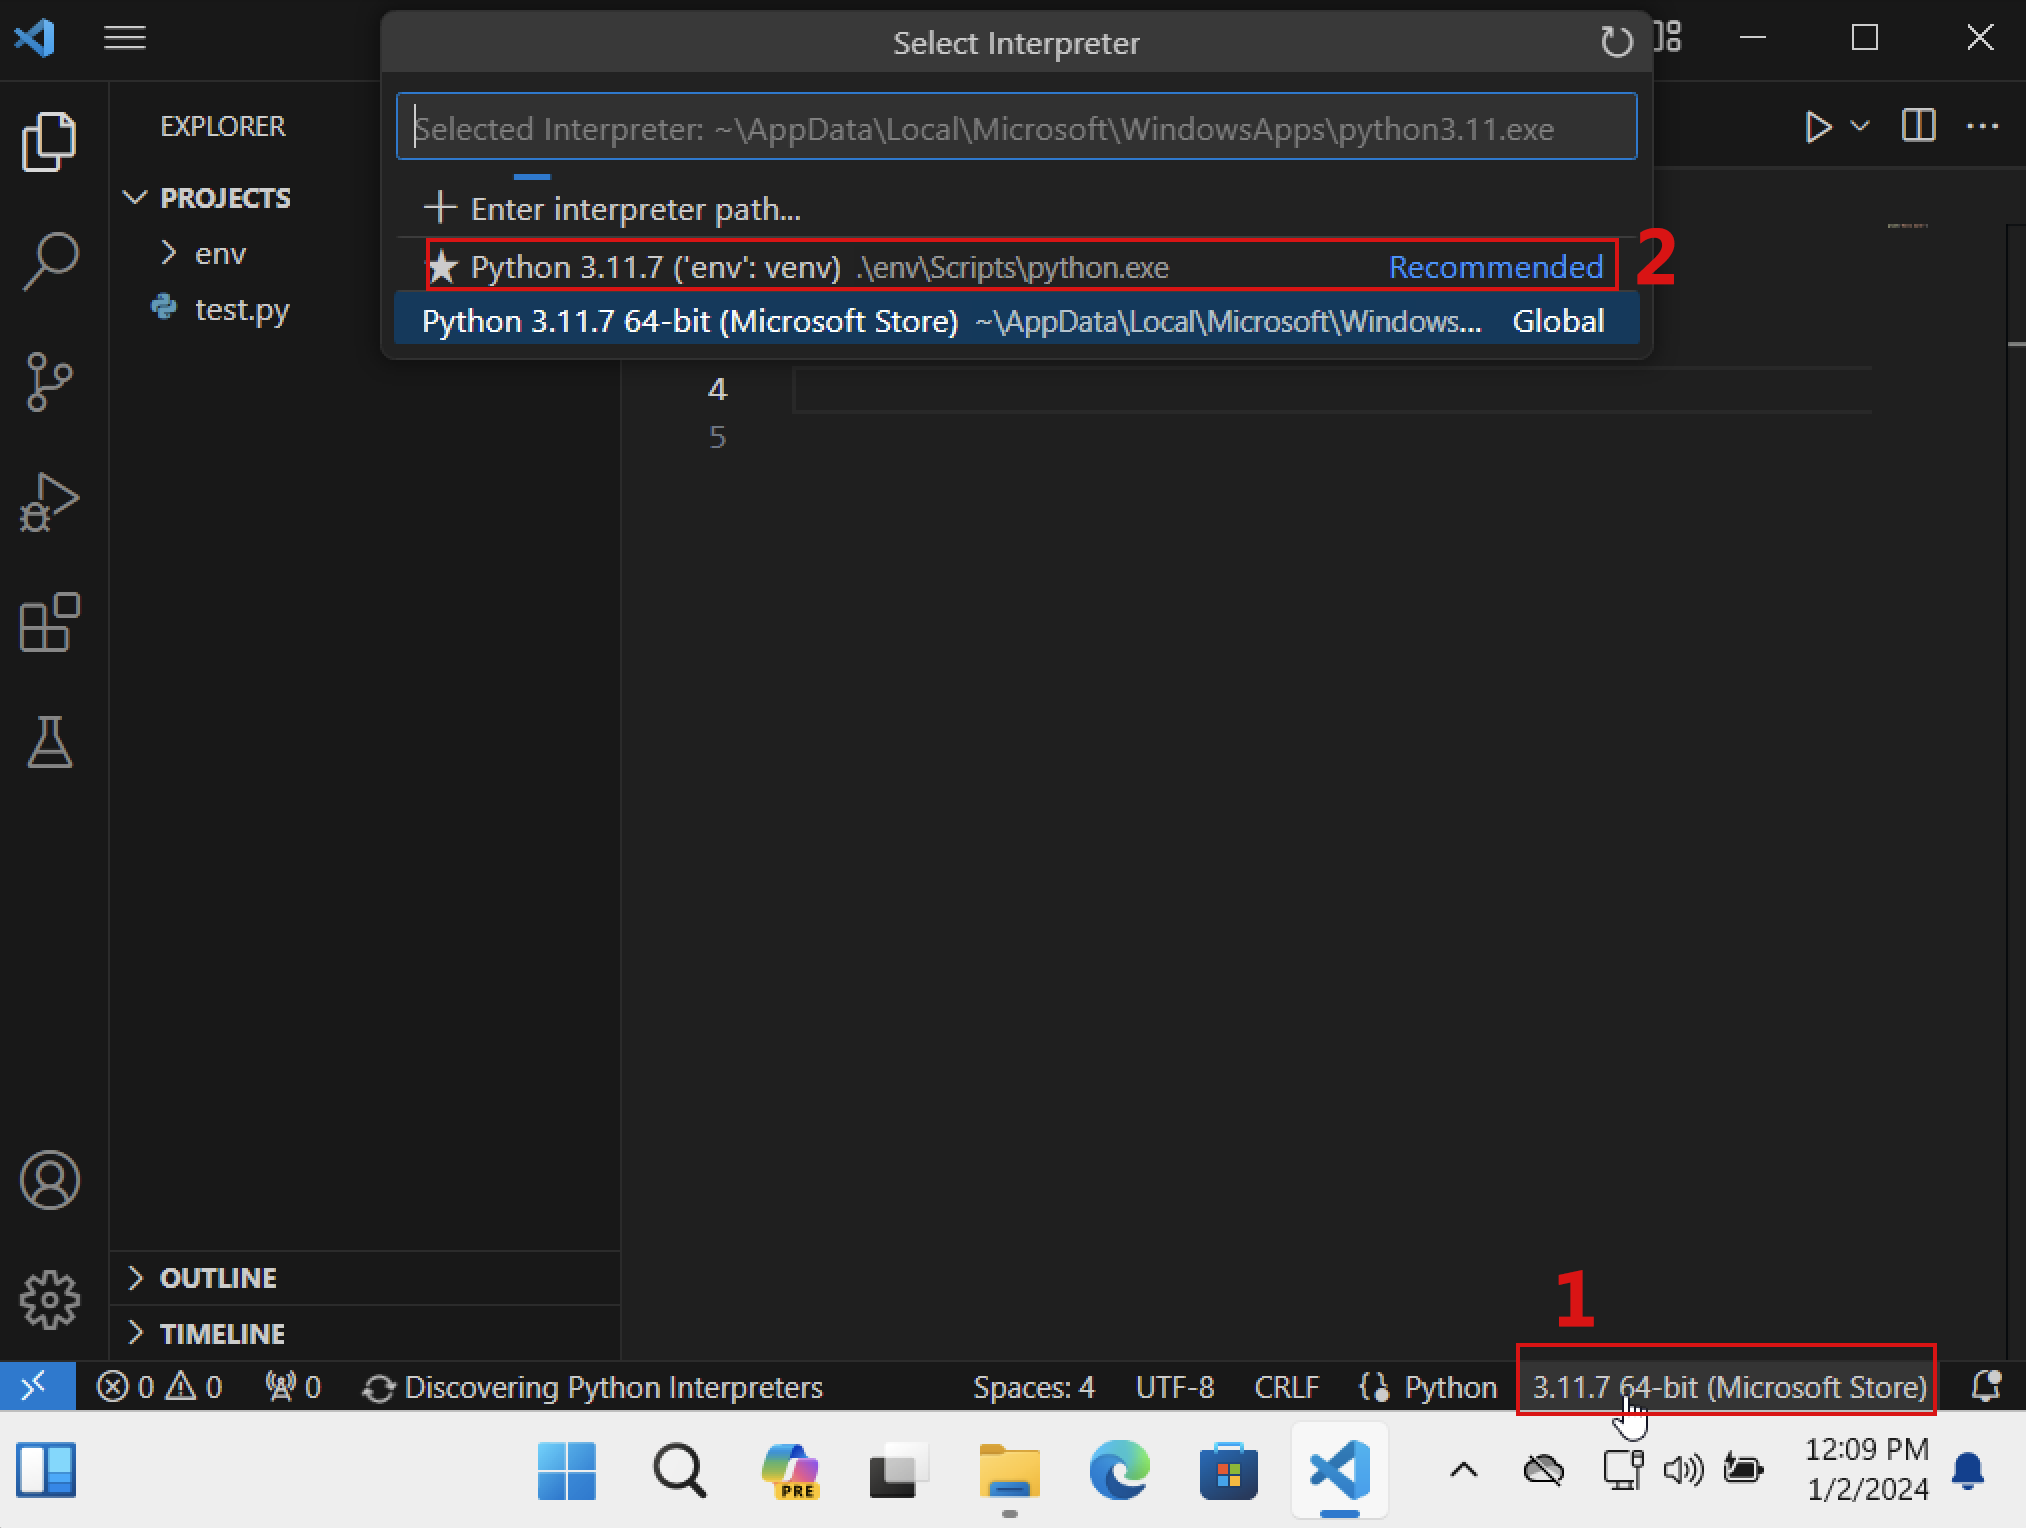 Select Interpreter
Selected Interpreter: ~\AppData\Local\Microsoft\WindowsApps\python3.11.exe
Enter interpreter path...
Python 3.11.7 ('env': venv) .\env\Scripts\python.exe Recommended
2
Python 3.11.7 64-bit (Microsoft Store) ~\AppData\Local\Microsoft\Windows... Global
EXPLORER
PROJECTS
env
test.py
4
5
OUTLINE
TIMELINE
1
0 0 0 Discovering Python Interpreters Spaces: 4 UTF-8 CRLF Python 3.11.7 64-bit (Microsoft Store)
PRE
12:09 PM
1/2/2024